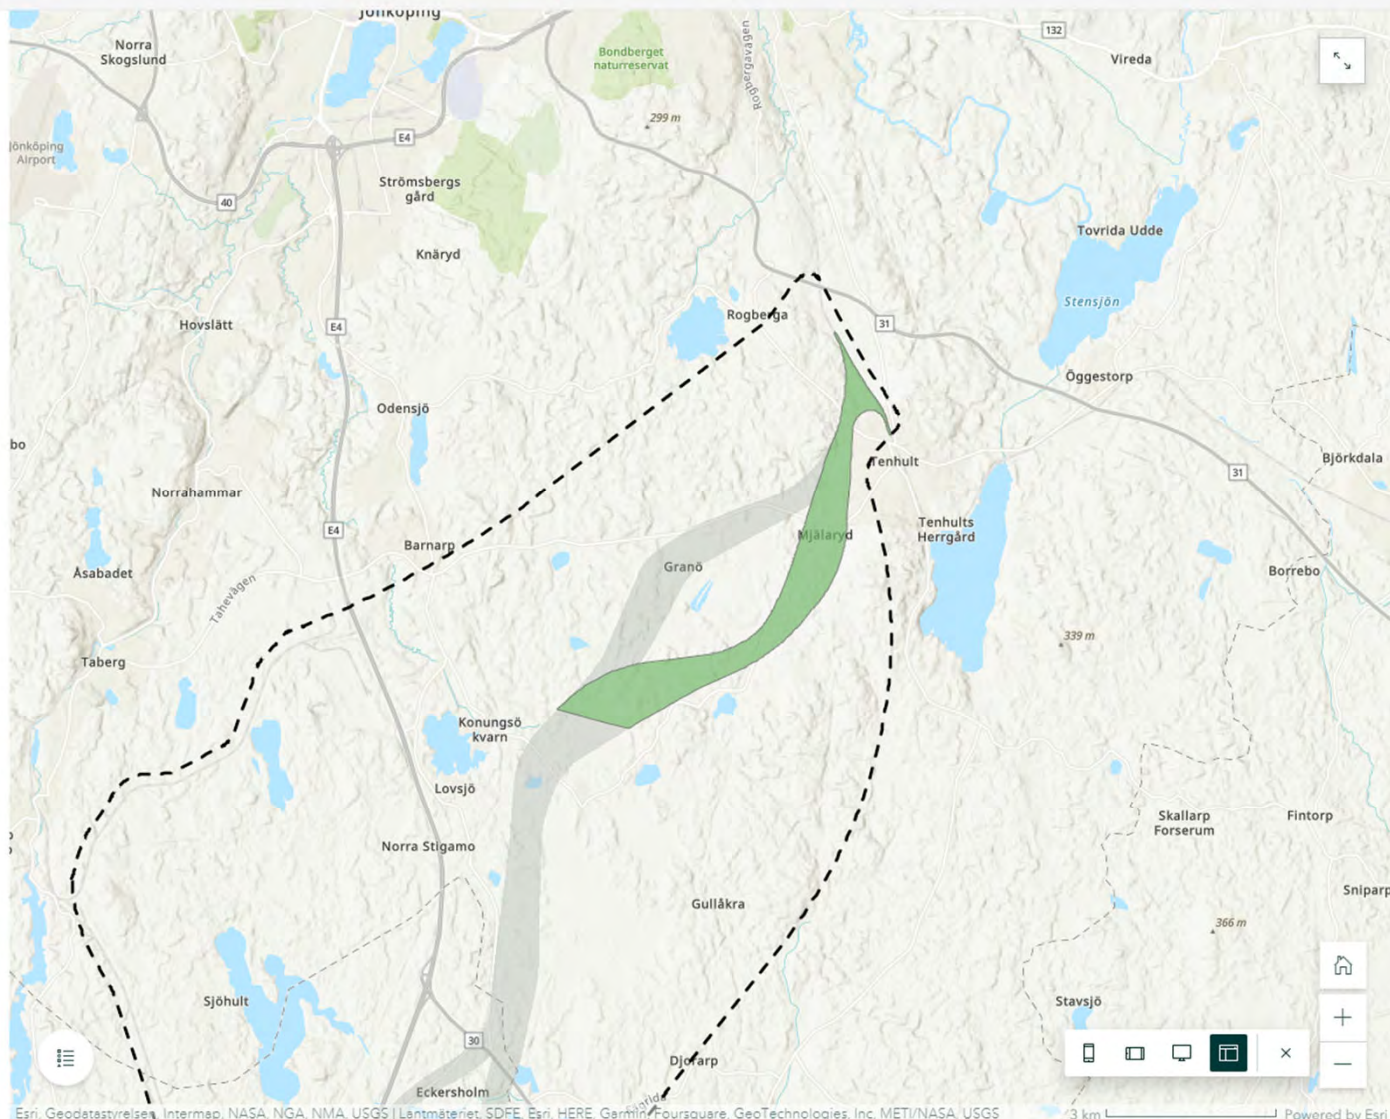 Jönköping
132
Norra
Skogslund
Bondberget
naturreservat
Vireda
Rogbergavägen
299 m
E4
Jönköping
Airport
Strömsbergs
gård
40
Tovrida Udde
Knäryd
Stensjön
Rogberga
31
Hovslätt
E4
Öggestorp
Odensjö
bo
Tenhult
Björkdala
31
Norrahammar
Tenhults
Herrgård
E4
Mjälaryd
Barnarp
Granö
Åsabadet
Borrebo
Tahevägen
339 m
Taberg
Konungsö
kvarn
Lovsjö
Skallarp
Forserum
Fintorp
Norra Stigamo
Sniparp
Gullåkra
366 m
Sjöhult
Stavsjö
30
Djorarp
Eckersholm
Esri, Geodatastyrelsen, Intermap, NASA, NGA, NMA, USGS | Lantmäteriet, SDFE, Esri, HERE, Garmin, Foursquare, GeoTechnologies, Inc, METI/NASA, USGS
3 km
Powered by Esri